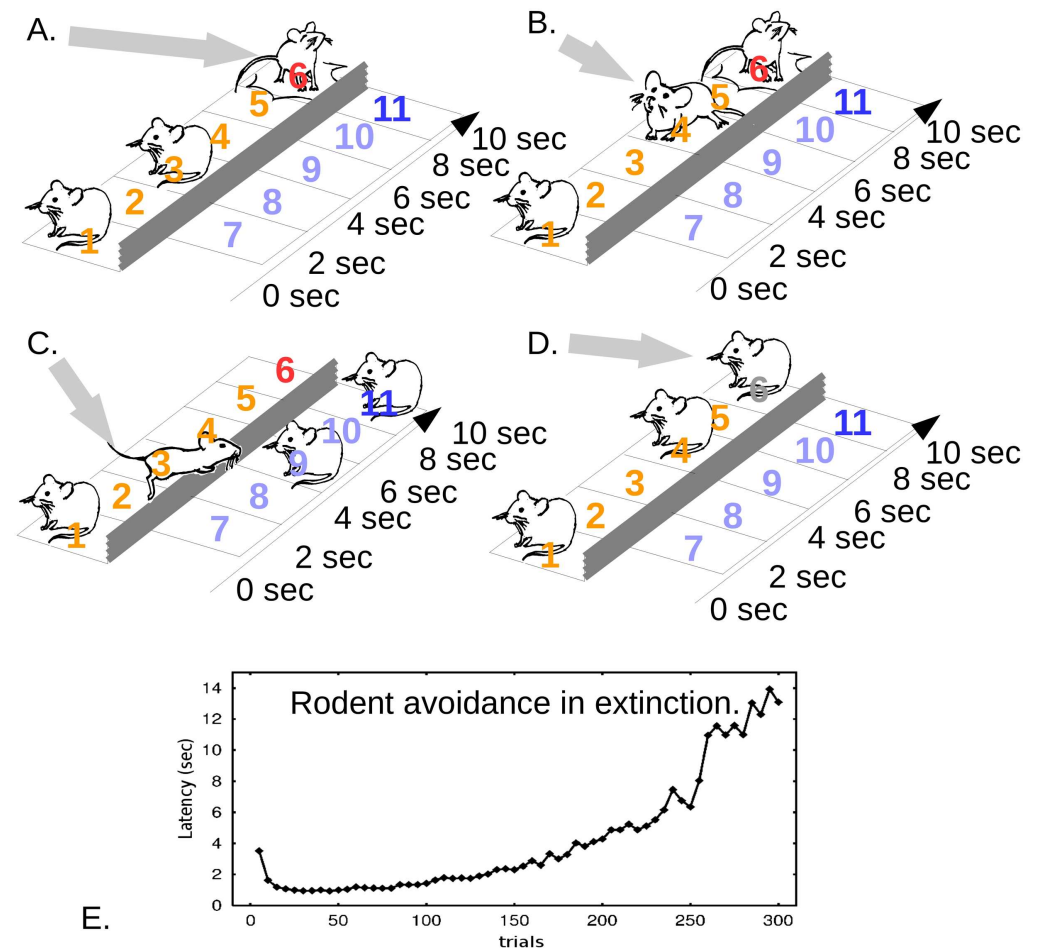 A.
6
5
4
3
2
1
11
10
9
8
7
10 sec
8 sec
6 sec
4 sec
2 sec
0 sec
B.
6
5
4
3
2
1
11
10
9
8
7
10 sec
8 sec
6 sec
4 sec
2 sec
0 sec
C.
6
5
4
3
2
1
11
10
9
8
7
10 sec
8 sec
6 sec
4 sec
2 sec
0 sec
D.
6
5
4
3
2
1
11
10
9
8
7
10 sec
8 sec
6 sec
4 sec
2 sec
0 sec
Rodent avoidance in extinction.
Latency (sec)
14
12
10
8
6
4
2
0
0 50 100 150 200 250 300
trials
E.